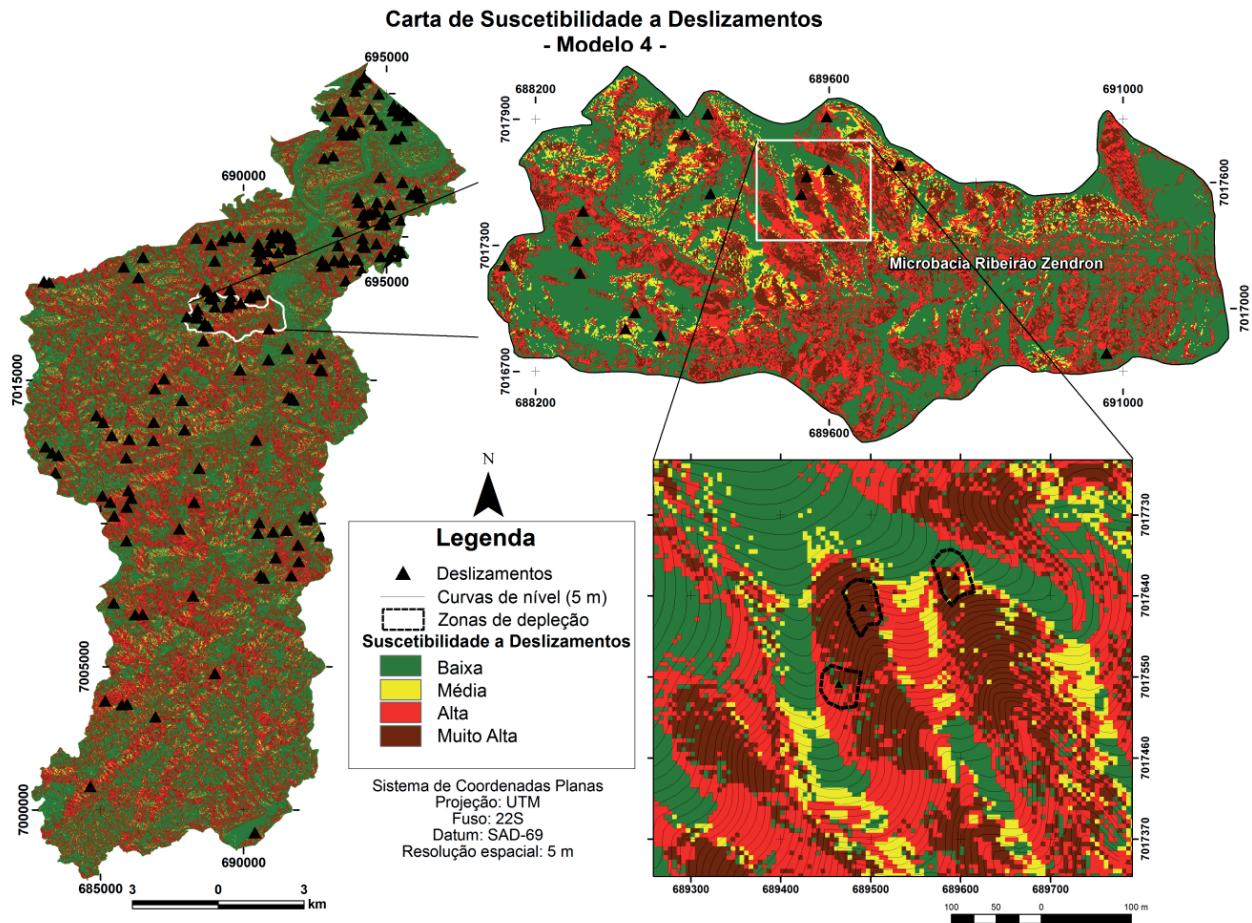 Carta de Suscetibilidade a Deslizamentos
- Modelo 4 -
695000
690000
695000
7015000
7005000
7000000
685000
690000
3 0 3
km
688200
689600
691000
7017900
7017600
7017300
7017000
7016700
688200
689600
691000
Microbacia Ribeirão Zendron
N
Legenda
Deslizamentos
Curvas de nível (5 m)
Zonas de depleção
Suscetibilidade a Deslizamentos
Baixa
Média
Alta
Muito Alta
Sistema de Coordenadas Planas
Projeção: UTM
Fuso: 22S
Datum: SAD-69
Resolução espacial: 5 m
7017730
7017640
7017550
7017460
7017370
689300
689400
689500
689600
689700
100 50 0 100 m